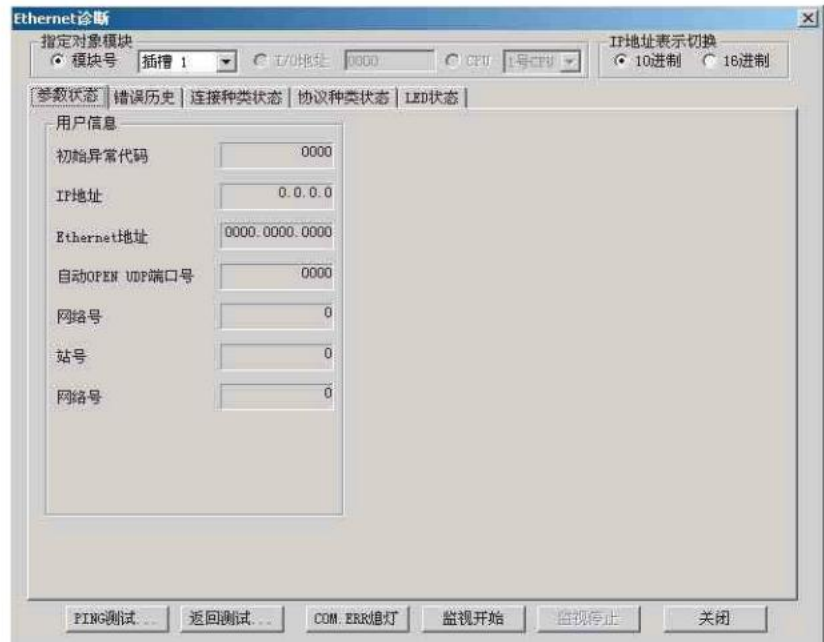 Ethernet诊断
指定对象模块
模块号 插槽 1 I/O地址 0000 CPU 1号CPU
IP地址表示切换
10进制 16进制
参数状态 错误历史 连接种类状态 协议种类状态 LED状态
用户信息
初始异常代码 0000
IP地址 0.0.0.0
Ethernet地址 0000.0000.0000
自动OPEN UDP端口号 0000
网络号 0
站号 0
网络号 0
PING测试... 返回测试... COM.ERR熄灯 监视开始 监视停止 关闭